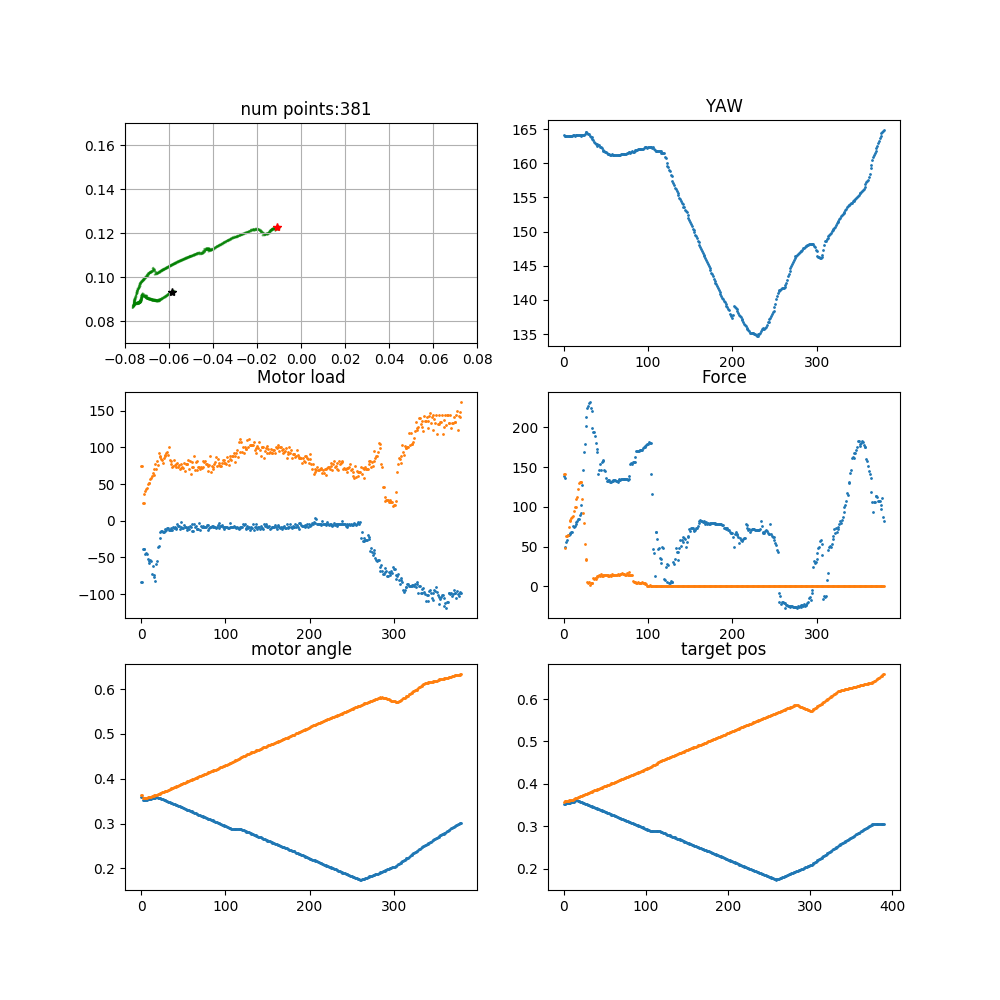 num points:381
0.16
0.14
0.12
0.10
0.08
−0.08 −0.06 −0.04 −0.02 0.00 0.02 0.04 0.06 0.08
YAW
165
160
155
150
145
140
135
0 100 200 300
Motor load
150
100
50
0
−50
−100
0 100 200 300
Force
200
150
100
50
0
0 100 200 300
motor angle
0.6
0.5
0.4
0.3
0.2
0 100 200 300
target pos
0.6
0.5
0.4
0.3
0.2
0 100 200 300 400